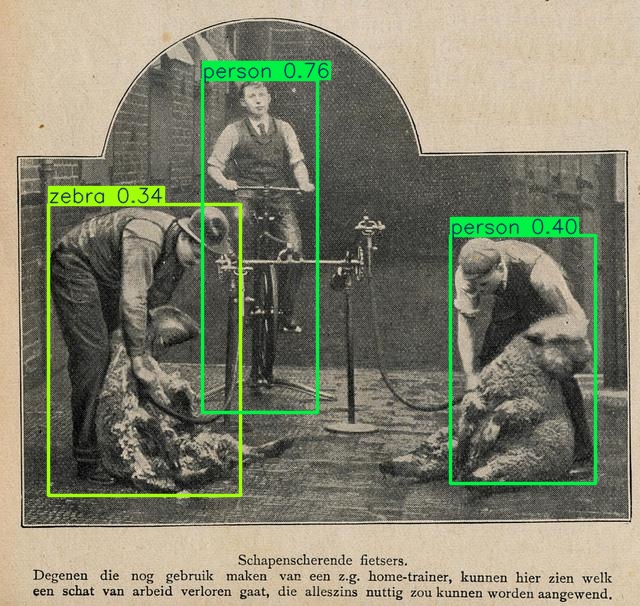 person 0.76
zebra 0.34
person 0.40
Schapenscherende fietsers.
Degenen die nog gebruik maken van een z.g. home-trainer, kunnen hier zien welk
een schat van arbeid verloren gaat, die alleszins nuttig zou kunnen worden aangewend.